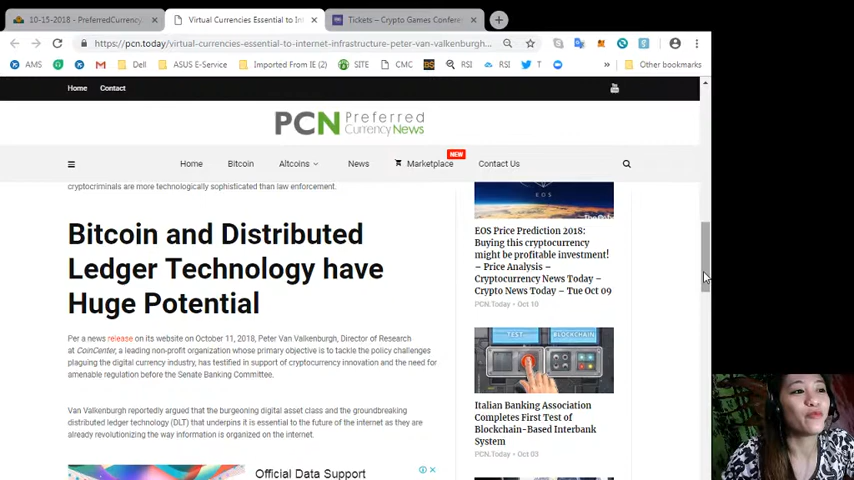 10-15-2018 - PreferredCurrency
Virtual Currencies Essential to In
Tickets – Crypto Games Confere
https://pcn.today/virtual-currencies-essential-to-internet-infrastructure-peter-van-valkenburgh...
AMS
Dell
ASUS E-Service
Imported From IE (2)
SITE
CMC
BS
RSI
RSI
T
Other bookmarks
Home
Contact
PCN Preferred
Currency News
Home
Bitcoin
Altcoins
News
NEW
Marketplace
Contact Us
cryptocriminals are more technologically sophisticated than law enforcement.
Bitcoin and Distributed
Ledger Technology have
Huge Potential
Per a news release on its website on October 11, 2018, Peter Van Valkenburgh, Director of Research
at CoinCenter, a leading non-profit organization whose primary objective is to tackle the policy challenges
plaguing the digital currency industry, has testified in support of cryptocurrency innovation and the need for
amenable regulation before the Senate Banking Committee.
Van Valkenburgh reportedly argued that the burgeoning digital asset class and the groundbreaking
distributed ledger technology (DLT) that underpins it is essential to the future of the internet as they are
already revolutionizing the way information is organized on the internet.
Official Data Support
EOS
EOS Price Prediction 2018:
Buying this cryptocurrency
might be profitable investment!
– Price Analysis –
Cryptocurrency News Today –
Crypto News Today – Tue Oct 09
PCN.Today • Oct 10
TEST
BLOCKCHAIN
Italian Banking Association
Completes First Test of
Blockchain-Based Interbank
System
PCN.Today • Oct 03